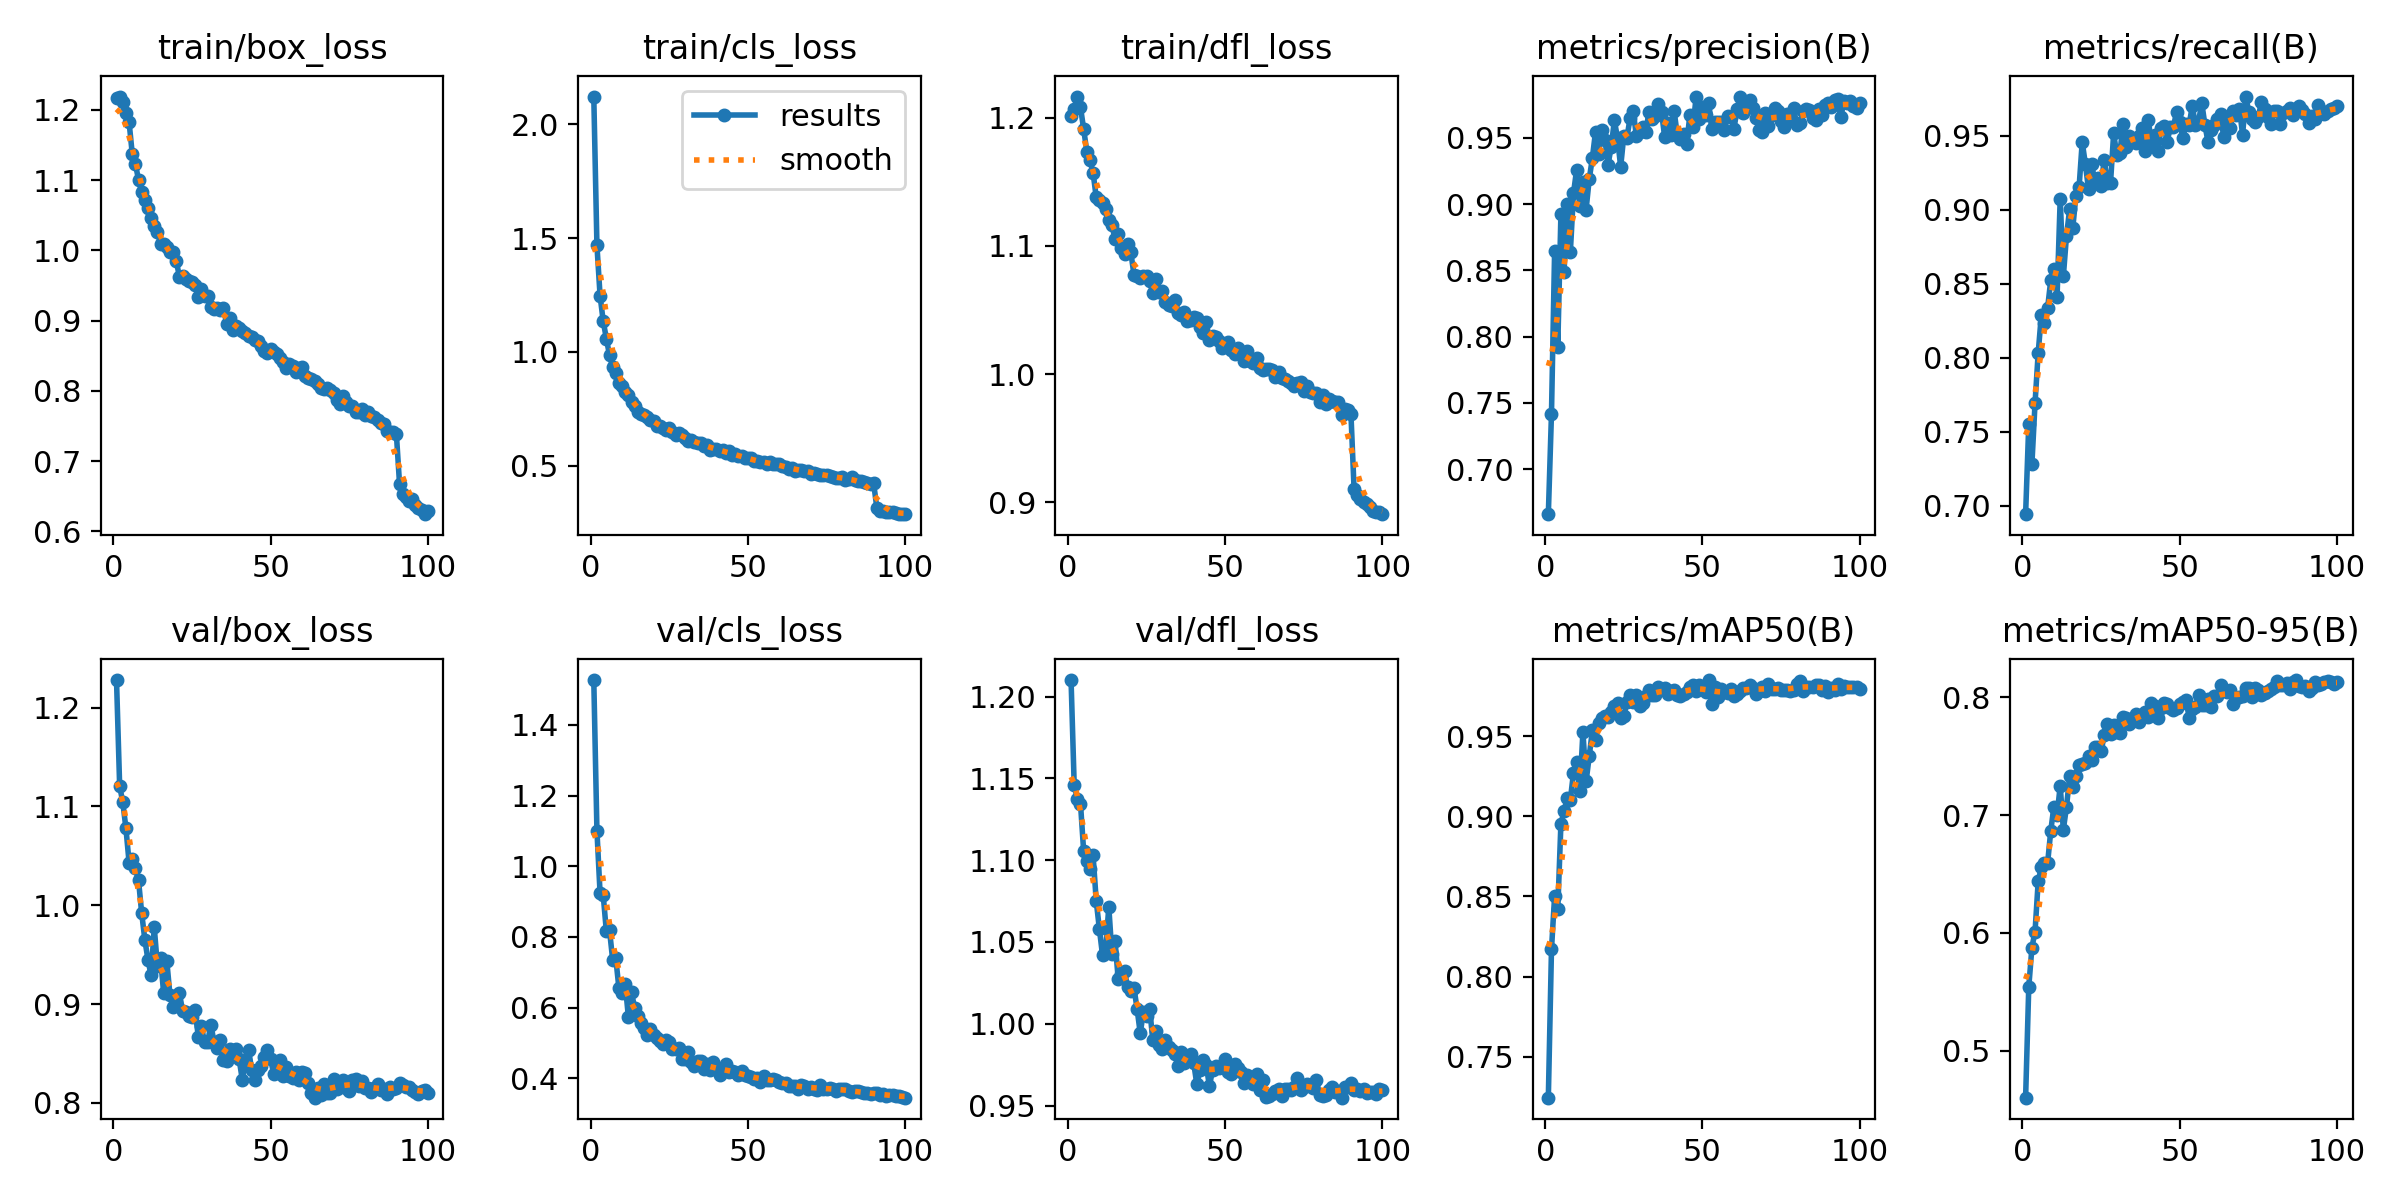 train/box_loss
1.2
1.1
1.0
0.9
0.8
0.7
0.6
0 50 100
train/cls_loss
results
smooth
2.0
1.5
1.0
0.5
0 50 100
train/dfl_loss
1.2
1.1
1.0
0.9
0 50 100
metrics/precision(B)
0.95
0.90
0.85
0.80
0.75
0.70
0 50 100
metrics/recall(B)
0.95
0.90
0.85
0.80
0.75
0.70
0 50 100
val/box_loss
1.2
1.1
1.0
0.9
0.8
0 50 100
val/cls_loss
1.4
1.2
1.0
0.8
0.6
0.4
0 50 100
val/dfl_loss
1.20
1.15
1.10
1.05
1.00
0.95
0 50 100
metrics/mAP50(B)
0.95
0.90
0.85
0.80
0.75
0 50 100
metrics/mAP50-95(B)
0.8
0.7
0.6
0.5
0 50 100